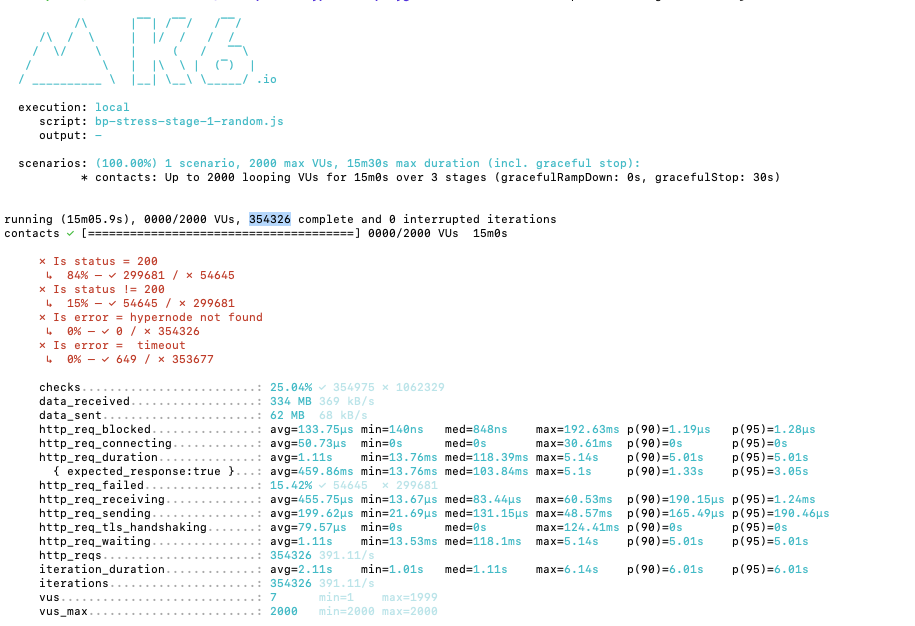 /\      |‾‾| /‾‾/   /‾‾/
/\  /  \     |  |/  /   /  /
/  \/    \    |     (   /   ‾‾\
/          \   |  |\  \ |  (‾)  |
/ __________ \  |__| \__\ \_____/ .io
execution: local
script: bp-stress-stage-1-random.js
output: -
scenarios: (100.00%) 1 scenario, 2000 max VUs, 15m30s max duration (incl. graceful stop):
* contacts: Up to 2000 looping VUs for 15m0s over 3 stages (gracefulRampDown: 0s, gracefulStop: 30s)
running (15m05.9s), 0000/2000 VUs, 354326 complete and 0 interrupted iterations
contacts ✓ [======================================] 0000/2000 VUs  15m0s
✗ Is status = 200
↳  84% — ✓ 299681 / ✗ 54645
✗ Is status != 200
↳  15% — ✓ 54645 / ✗ 299681
✗ Is error = hypernode not found
↳  0% — ✓ 0 / ✗ 354326
✗ Is error =  timeout
↳  0% — ✓ 649 / ✗ 353677
checks.........................: 25.04% ✓ 354975 ✗ 1062329
data_received..................: 334 MB 369 kB/s
data_sent......................: 62 MB  68 kB/s
http_req_blocked...............: avg=133.75µs min=140ns   med=848ns    max=192.63ms p(90)=1.19µs   p(95)=1.28µs
http_req_connecting............: avg=50.73µs  min=0s      med=0s       max=30.61ms  p(90)=0s       p(95)=0s
http_req_duration..............: avg=1.11s    min=13.76ms med=118.39ms max=5.14s    p(90)=5.01s    p(95)=5.01s
{ expected_response:true }...: avg=459.86ms min=13.76ms med=103.84ms max=5.1s     p(90)=1.33s    p(95)=3.05s
http_req_failed................: 15.42% ✓ 54645  ✗ 299681
http_req_receiving.............: avg=455.75µs min=13.67µs med=83.44µs  max=60.53ms  p(90)=190.15µs p(95)=1.24ms
http_req_sending...............: avg=199.62µs min=21.69µs med=131.15µs max=48.57ms  p(90)=165.49µs p(95)=190.46µs
http_req_tls_handshaking.......: avg=79.57µs  min=0s      med=0s       max=124.41ms p(90)=0s       p(95)=0s
http_req_waiting...............: avg=1.11s    min=13.53ms med=118.1ms  max=5.14s    p(90)=5.01s    p(95)=5.01s
http_reqs......................: 354326 391.11/s
iteration_duration.............: avg=2.11s    min=1.01s   med=1.11s    max=6.14s    p(90)=6.01s    p(95)=6.01s
iterations.....................: 354326 391.11/s
vus............................: 7      min=1    max=1999
vus_max........................: 2000   min=2000 max=2000